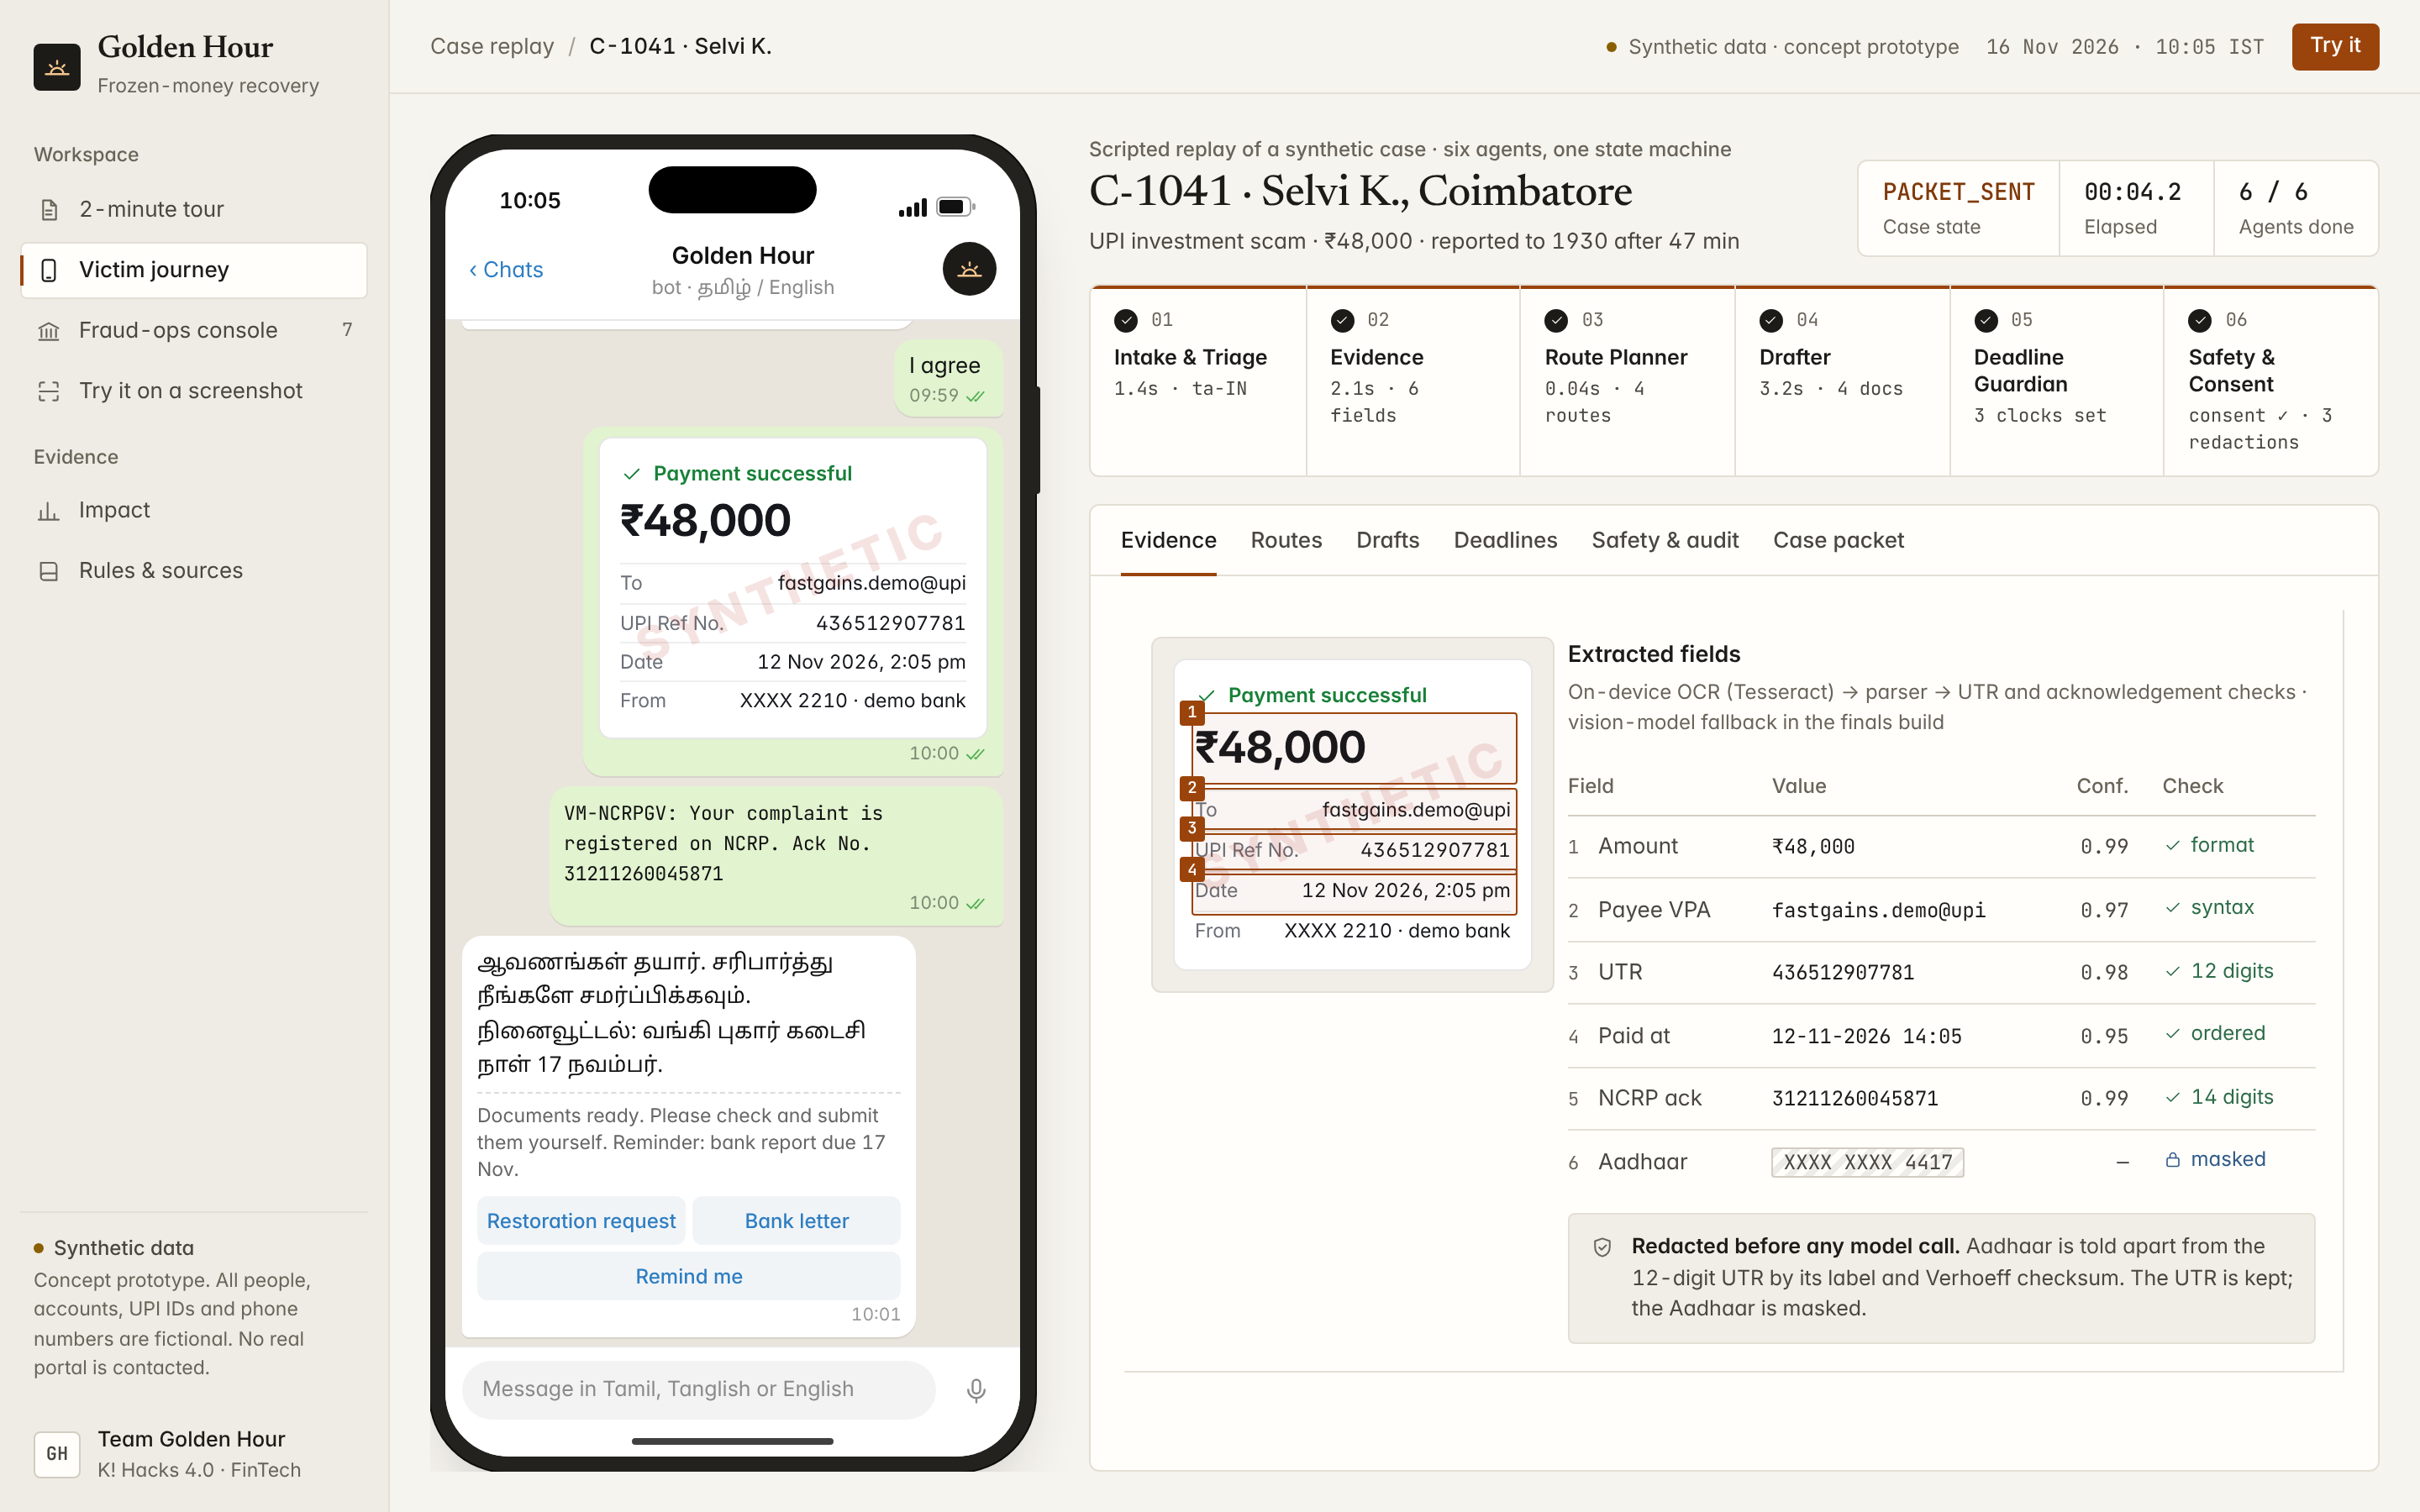 Golden Hour
Frozen-money recovery
Workspace
2-minute tour
Victim journey
Fraud-ops console 7
Try it on a screenshot
Evidence
Impact
Rules & sources
Synthetic data
Concept prototype. All people,
accounts, UPI IDs and phone
numbers are fictional. No real
portal is contacted.
GH
Team Golden Hour
K! Hacks 4.0 · FinTech
Case replay / C-1041 · Selvi K.
Synthetic data · concept prototype 16 Nov 2026 · 10:05 IST Try it
10:05
‹ Chats
Golden Hour
bot · தமிழ் / English
I agree
09:59
Payment successful
₹48,000
To fastgains.demo@upi
UPI Ref No. 436512907781
Date 12 Nov 2026, 2:05 pm
From XXXX 2210 · demo bank
SYNTHETIC
10:00
VM-NCRPGV: Your complaint is
registered on NCRP. Ack No.
31211260045871
10:00
ஆவணங்கள் தயார். சரிபார்த்து
நீங்களே சமர்ப்பிக்கவும்.
நினைவூட்டல்: வங்கி புகார் கடைசி
நாள் 17 நவம்பர்.
Documents ready. Please check and submit
them yourself. Reminder: bank report due 17
Nov.
Restoration request Bank letter
Remind me
10:01
Message in Tamil, Tanglish or English
Scripted replay of a synthetic case · six agents, one state machine
C-1041 · Selvi K., Coimbatore
UPI investment scam · ₹48,000 · reported to 1930 after 47 min
PACKET_SENT
Case state
00:04.2
Elapsed
6 / 6
Agents done
01
Intake & Triage
1.4s · ta-IN
02
Evidence
2.1s · 6
fields
03
Route Planner
0.04s · 4
routes
04
Drafter
3.2s · 4 docs
05
Deadline
Guardian
3 clocks set
06
Safety &
Consent
consent ✓ · 3
redactions
Evidence Routes Drafts Deadlines Safety & audit Case packet
Payment successful
1
₹48,000
2
To fastgains.demo@upi
3
UPI Ref No. 436512907781
4
Date 12 Nov 2026, 2:05 pm
From XXXX 2210 · demo bank
SYNTHETIC
Extracted fields
On-device OCR (Tesseract) → parser → UTR and acknowledgement checks ·
vision-model fallback in the finals build
Field Value Conf. Check
1 Amount ₹48,000 0.99 ✓ format
2 Payee VPA fastgains.demo@upi 0.97 ✓ syntax
3 UTR 436512907781 0.98 ✓ 12 digits
4 Paid at 12-11-2026 14:05 0.95 ✓ ordered
5 NCRP ack 31211260045871 0.99 ✓ 14 digits
6 Aadhaar XXXX XXXX 4417 – masked
Redacted before any model call. Aadhaar is told apart from the
12-digit UTR by its label and Verhoeff checksum. The UTR is kept;
the Aadhaar is masked.